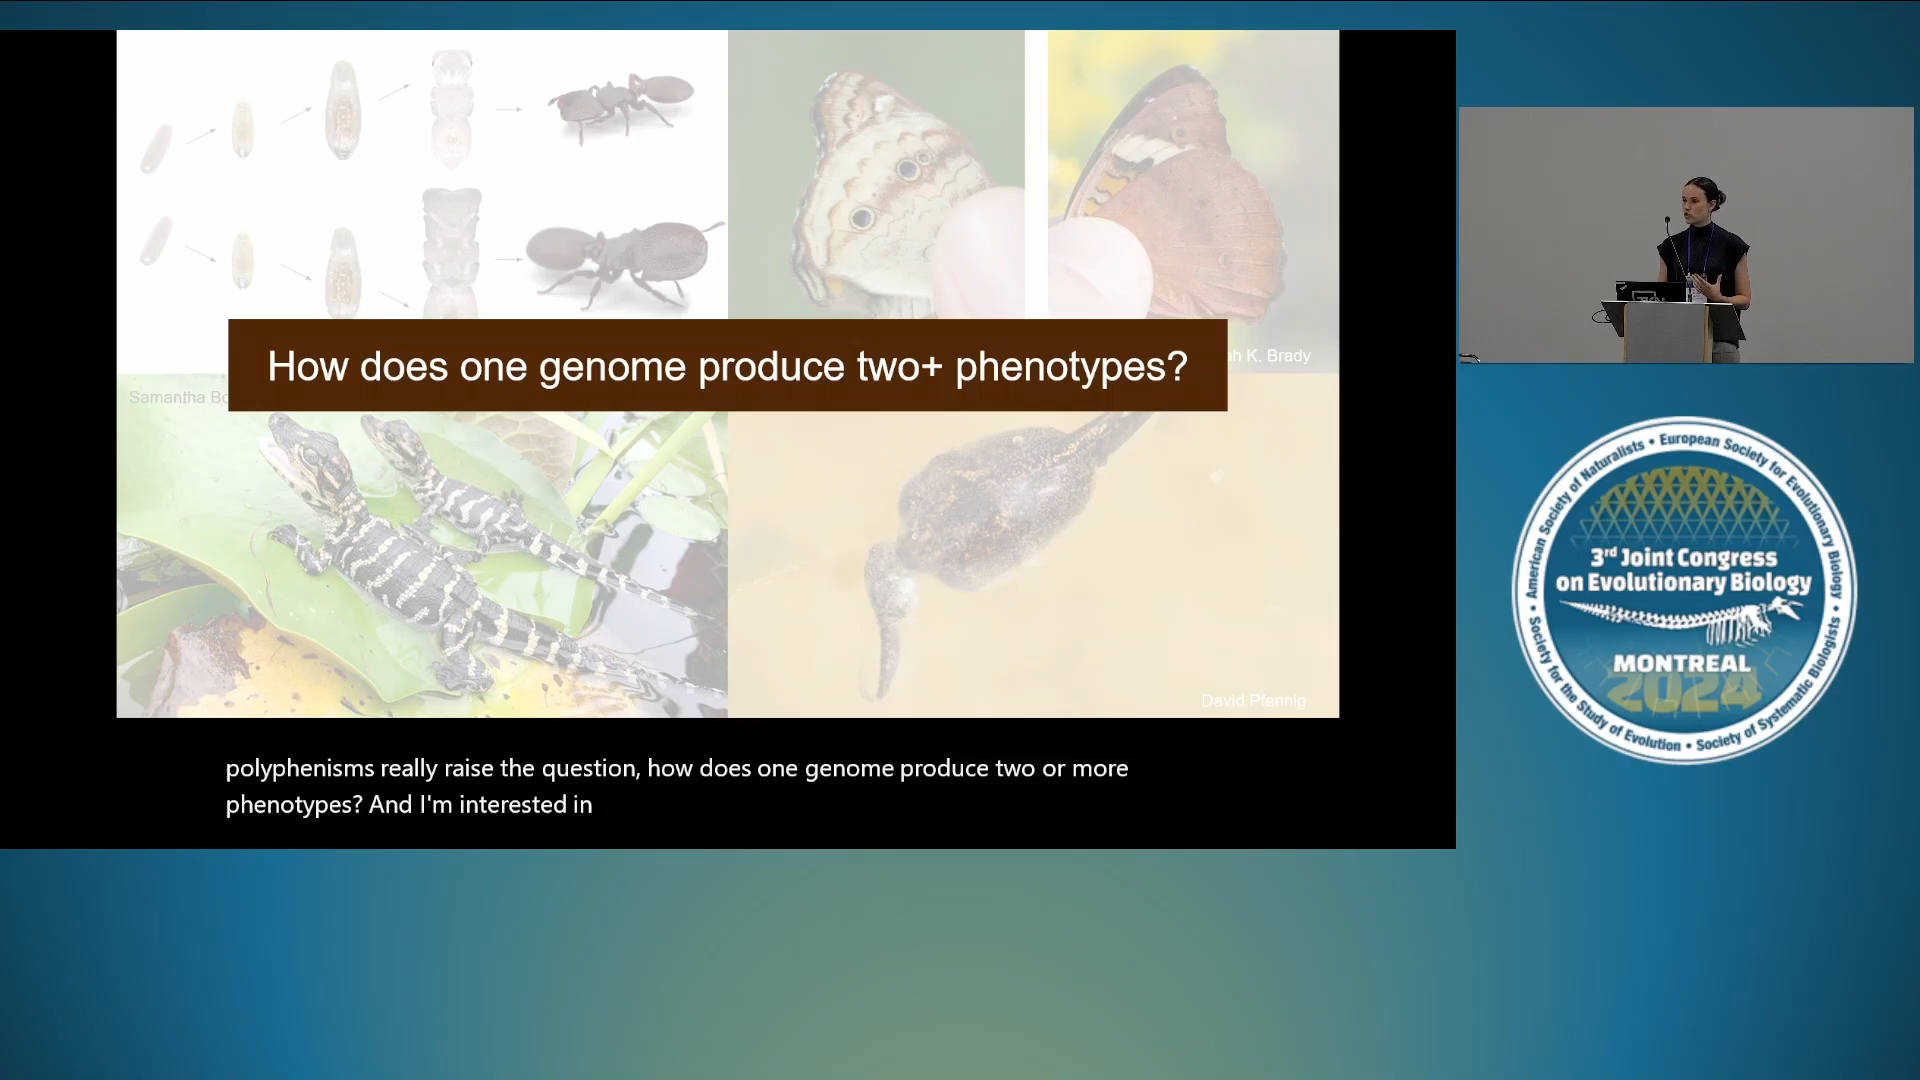 How does one genome produce two+ phenotypes?
K. Brady
Samantha
David Pfennig
polyphenisms really raise the question, how does one genome produce two or more
phenotypes? And I'm interested in
American Society of Naturalists • European Society for Evolutionary Biology •
Society for the Study of Evolution • Society of Systematic Biologists •
3rd Joint Congress
on Evolutionary Biology
MONTREAL
2024